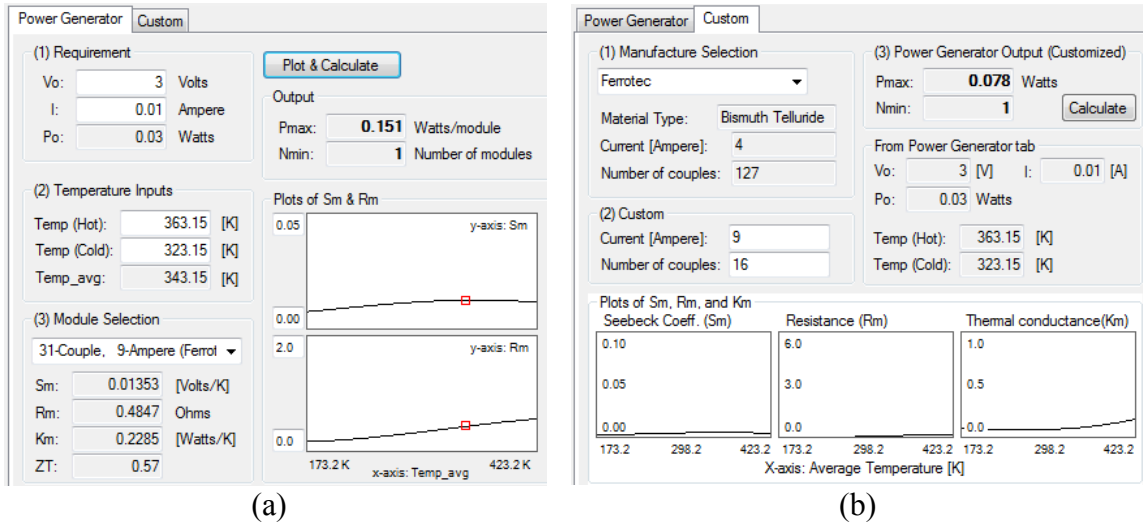 Power Generator Custom
(1) Requirement
Vo: 3 Volts
I: 0.01 Ampere
Po: 0.03 Watts
Plot & Calculate
Output
Pmax: 0.151 Watts/module
Nmin: 1 Number of modules
(2) Temperature Inputs
Temp (Hot): 363.15 [K]
Temp (Cold): 323.15 [K]
Temp_avg: 343.15 [K]
(3) Module Selection
31-Couple, 9-Ampere (Ferrot
Sm: 0.01353 [Volts/K]
Rm: 0.4847 Ohms
Km: 0.2285 [Watts/K]
ZT: 0.57
Plots of Sm & Rm
0.05 y-axis: Sm
0.00
2.0 y-axis: Rm
0.0
173.2 K 423.2 K
x-axis: Temp_avg
(a)
Power Generator Custom
(1) Manufacture Selection
Ferrotec
Material Type: Bismuth Telluride
Current [Ampere]: 4
Number of couples: 127
(2) Custom
Current [Ampere]: 9
Number of couples: 16
(3) Power Generator Output (Customized)
Pmax: 0.078 Watts
Nmin: 1 Calculate
From Power Generator tab
Vo: 3 [V] I: 0.01 [A]
Po: 0.03 Watts
Temp (Hot): 363.15 [K]
Temp (Cold): 323.15 [K]
Plots of Sm, Rm, and Km
Seebeck Coeff. (Sm) Resistance (Rm) Thermal conductance(Km)
0.10 6.0 1.0
0.05 3.0 0.5
0.00 0.0 0.0
173.2 298.2 423.2 173.2 298.2 423.2 173.2 298.2 423.2
X-axis: Average Temperature [K]
(b)